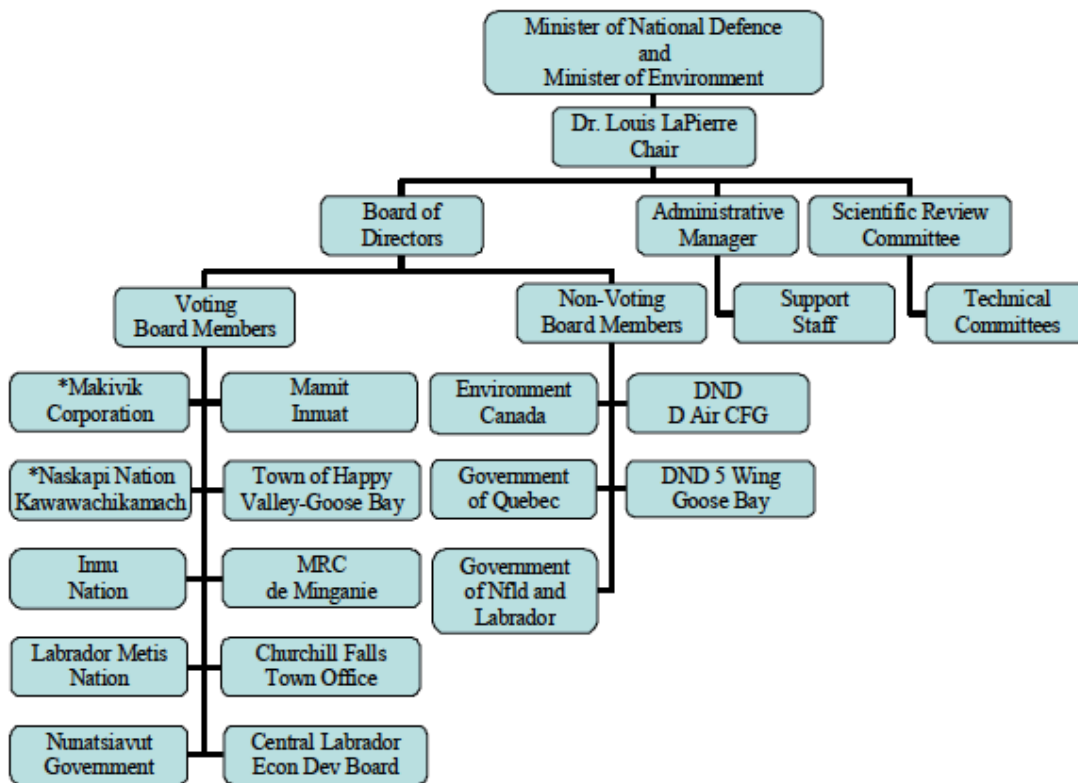 Minister of National Defence
and
Minister of Environment
Dr. Louis LaPierre
Chair
Board of
Directors
Administrative
Manager
Scientific Review
Committee
Voting
Board Members
Non-Voting
Board Members
Support
Staff
Technical
Committees
*Makivik
Corporation
Mamit
Innuat
Environment
Canada
DND
D Air CFG
*Naskapi Nation
Kawawachikamach
Town of Happy
Valley-Goose Bay
Government
of Quebec
DND 5 Wing
Goose Bay
Innu
Nation
MRC
de Minganie
Government
of Nfld and
Labrador
Labrador Metis
Nation
Churchill Falls
Town Office
Nunatsiavut
Government
Central Labrador
Econ Dev Board